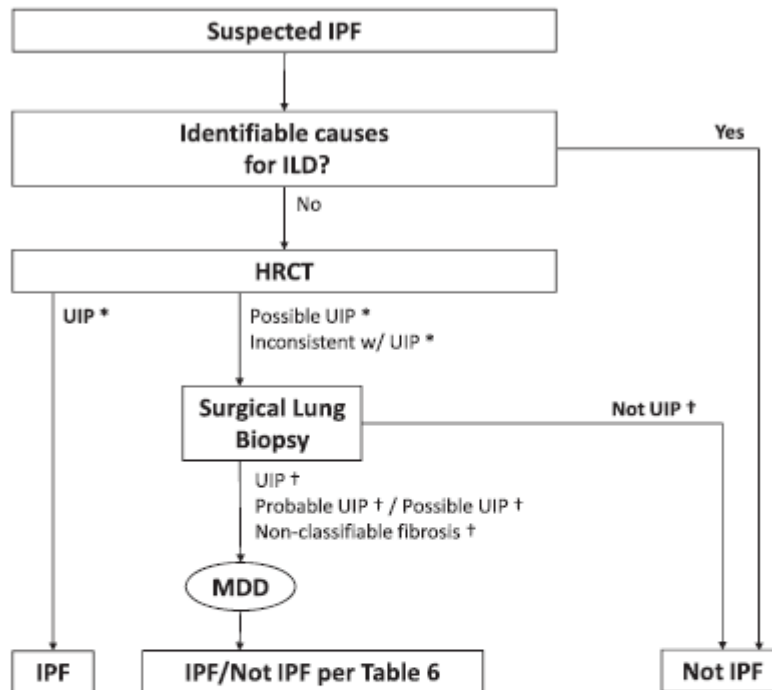 Suspected IPF
Identifiable causes
for ILD?
Yes
No
HRCT
UIP *
Possible UIP *
Inconsistent w/ UIP *
Surgical Lung
Biopsy
Not UIP †
UIP †
Probable UIP † / Possible UIP †
Non-classifiable fibrosis †
MDD
IPF
IPF/Not IPF per Table 6
Not IPF